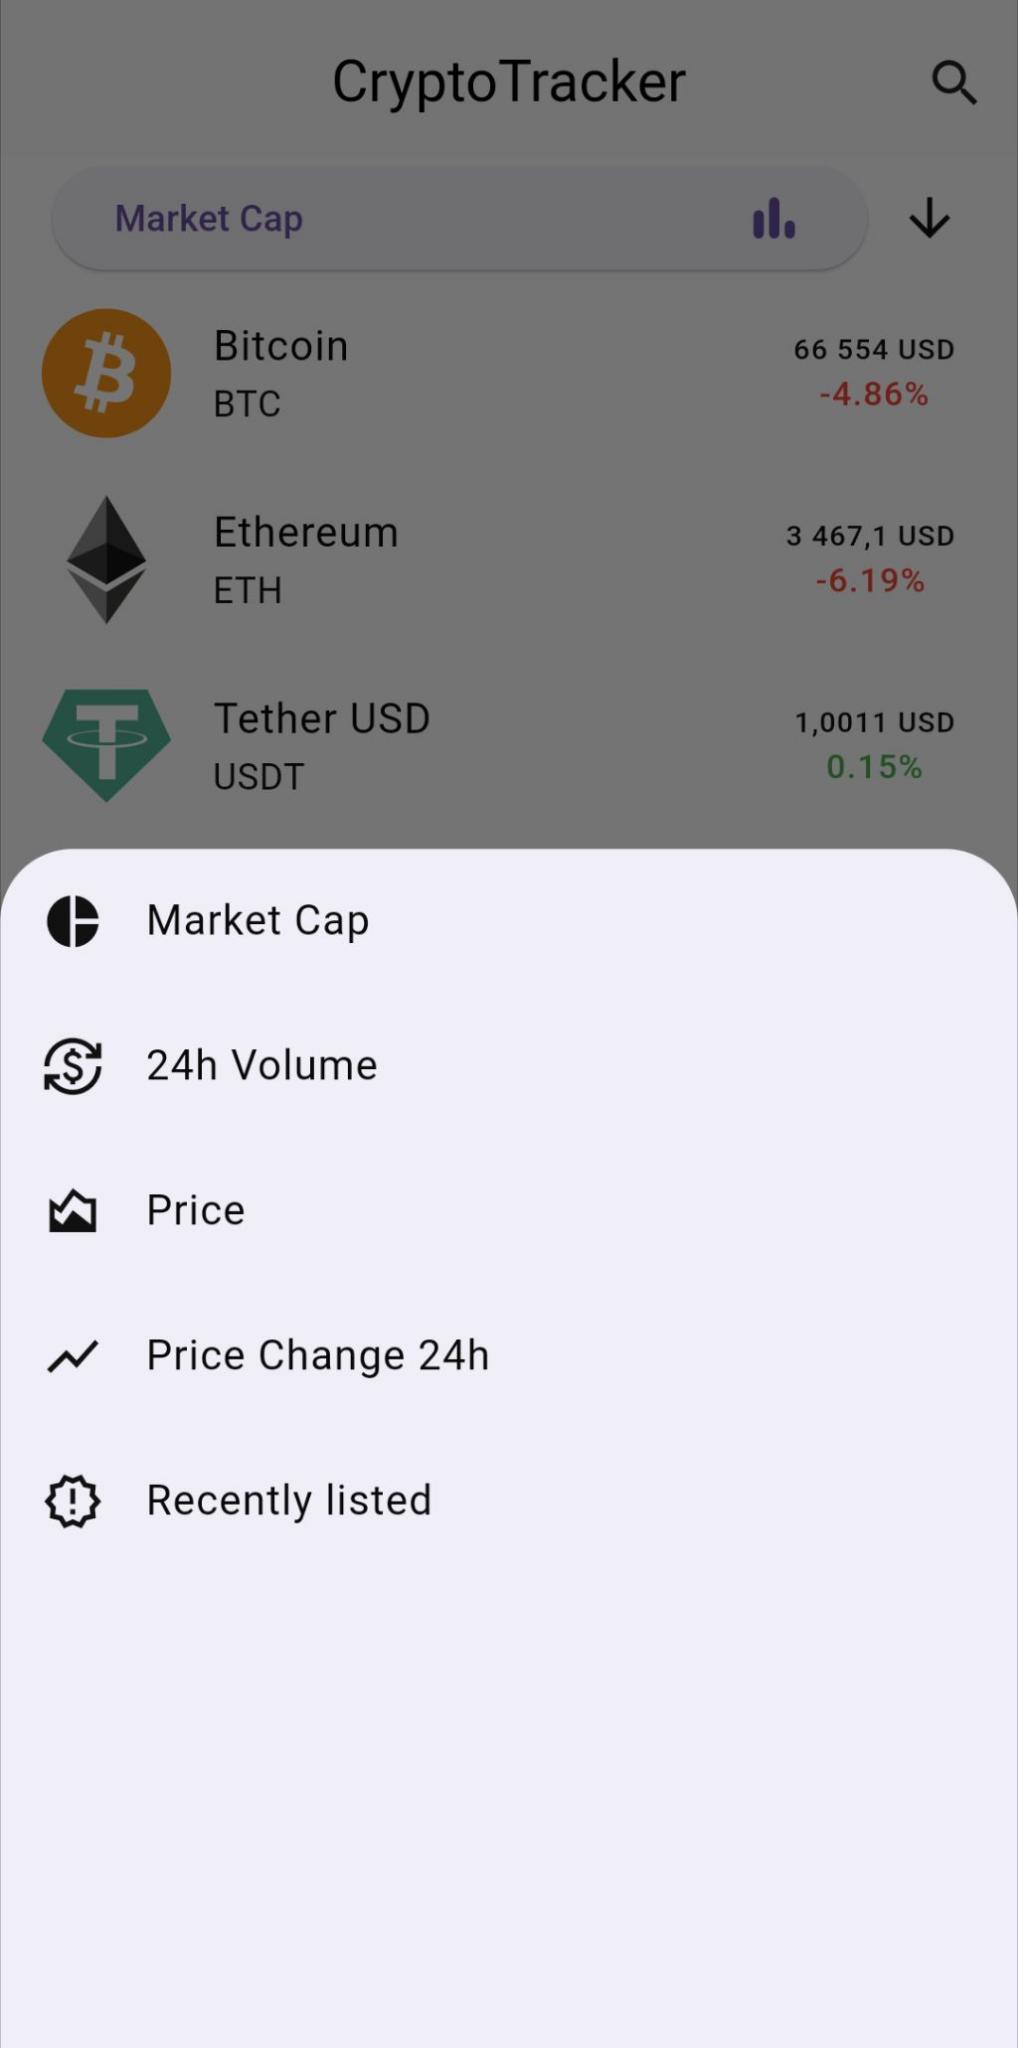 CryptoTracker
Market Cap
Bitcoin
66 554 USD
BTC
-4.86%
Ethereum
3 467,1 USD
ETH
-6.19%
Tether USD
1,0011 USD
USDT
0.15%
Market Cap
24h Volume
Price
Price Change 24h
Recently listed